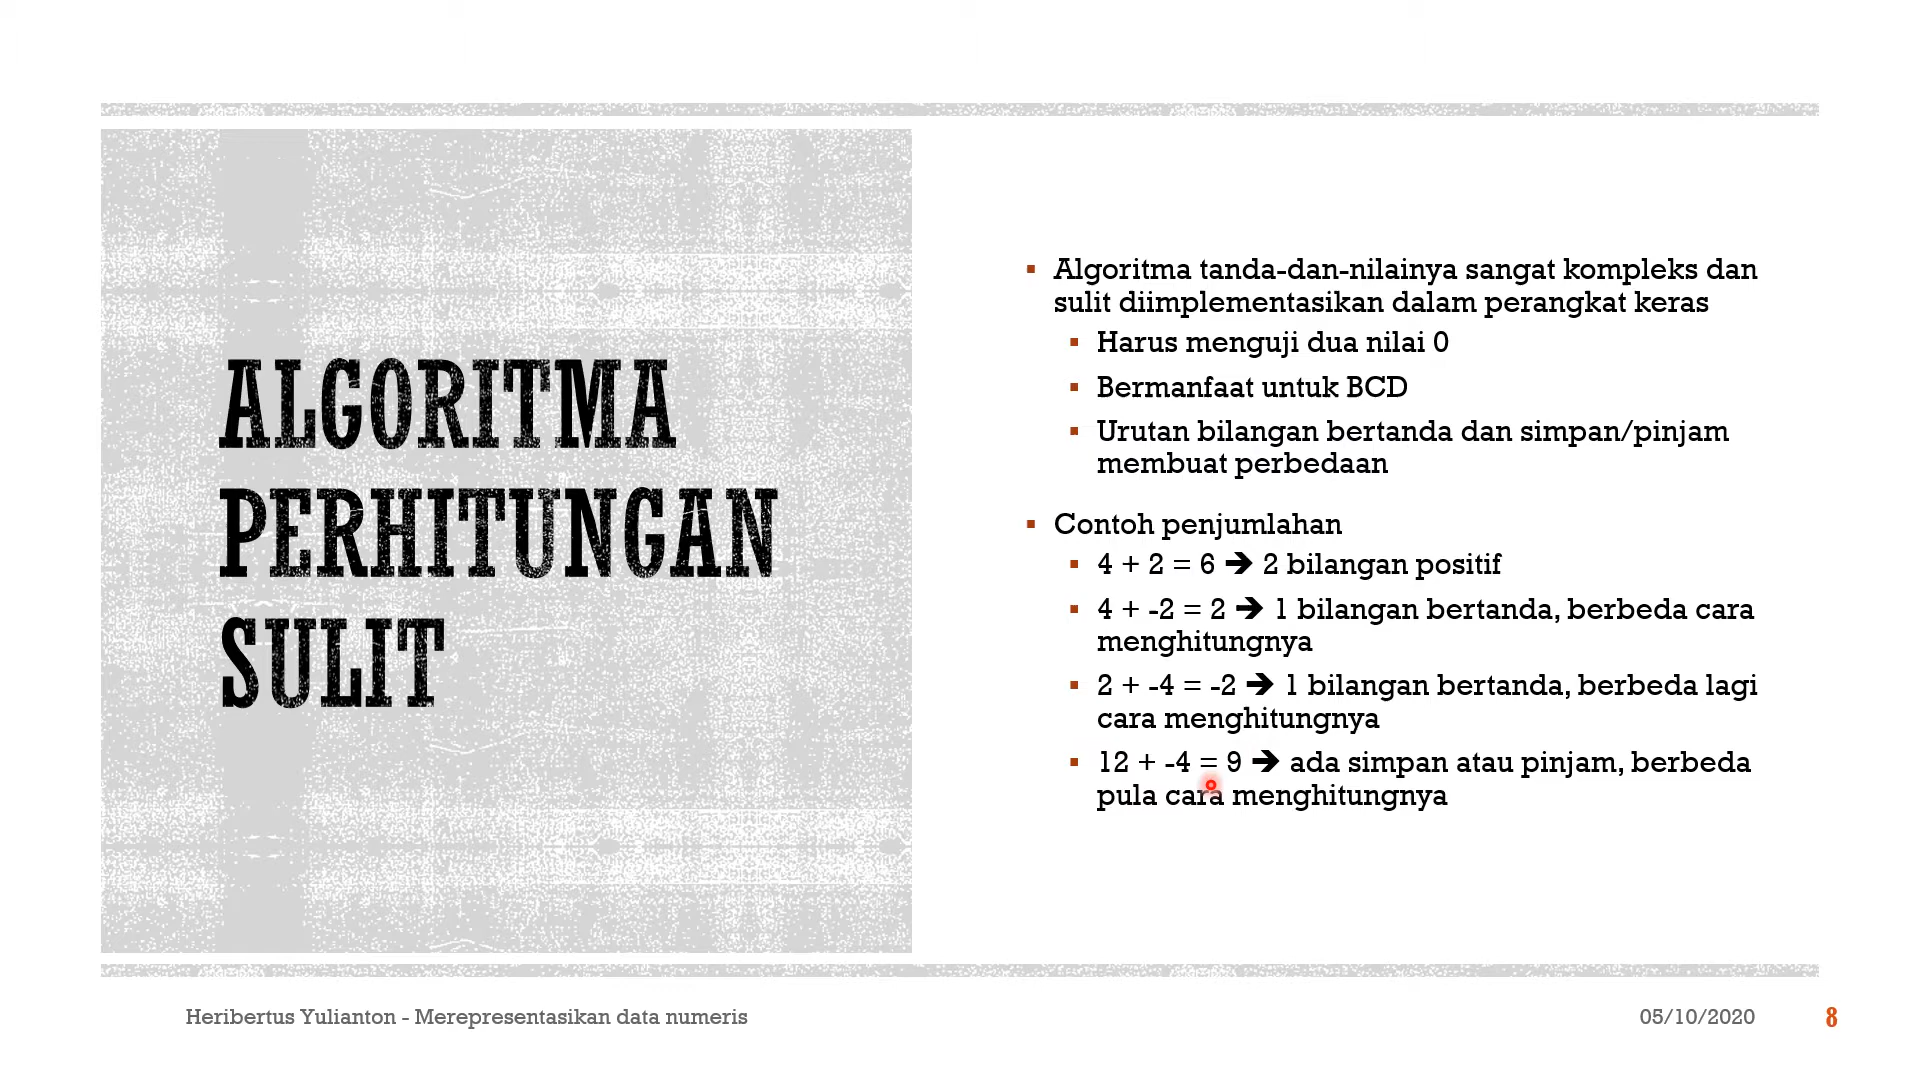 ALGORITMA
PERHITUNGAN
SULIT
▪ Algoritma tanda-dan-nilainya sangat kompleks dan
sulit diimplementasikan dalam perangkat keras
▪ Harus menguji dua nilai 0
▪ Bermanfaat untuk BCD
▪ Urutan bilangan bertanda dan simpan/pinjam
membuat perbedaan
▪ Contoh penjumlahan
▪ 4 + 2 = 6 🡺 2 bilangan positif
▪ 4 + -2 = 2 🡺 1 bilangan bertanda, berbeda cara
menghitungnya
▪ 2 + -4 = -2 🡺 1 bilangan bertanda, berbeda lagi
cara menghitungnya
▪ 12 + -4 = 9 🡺 ada simpan atau pinjam, berbeda
pula cara menghitungnya
Heribertus Yulianton - Merepresentasikan data numeris
05/10/2020
8